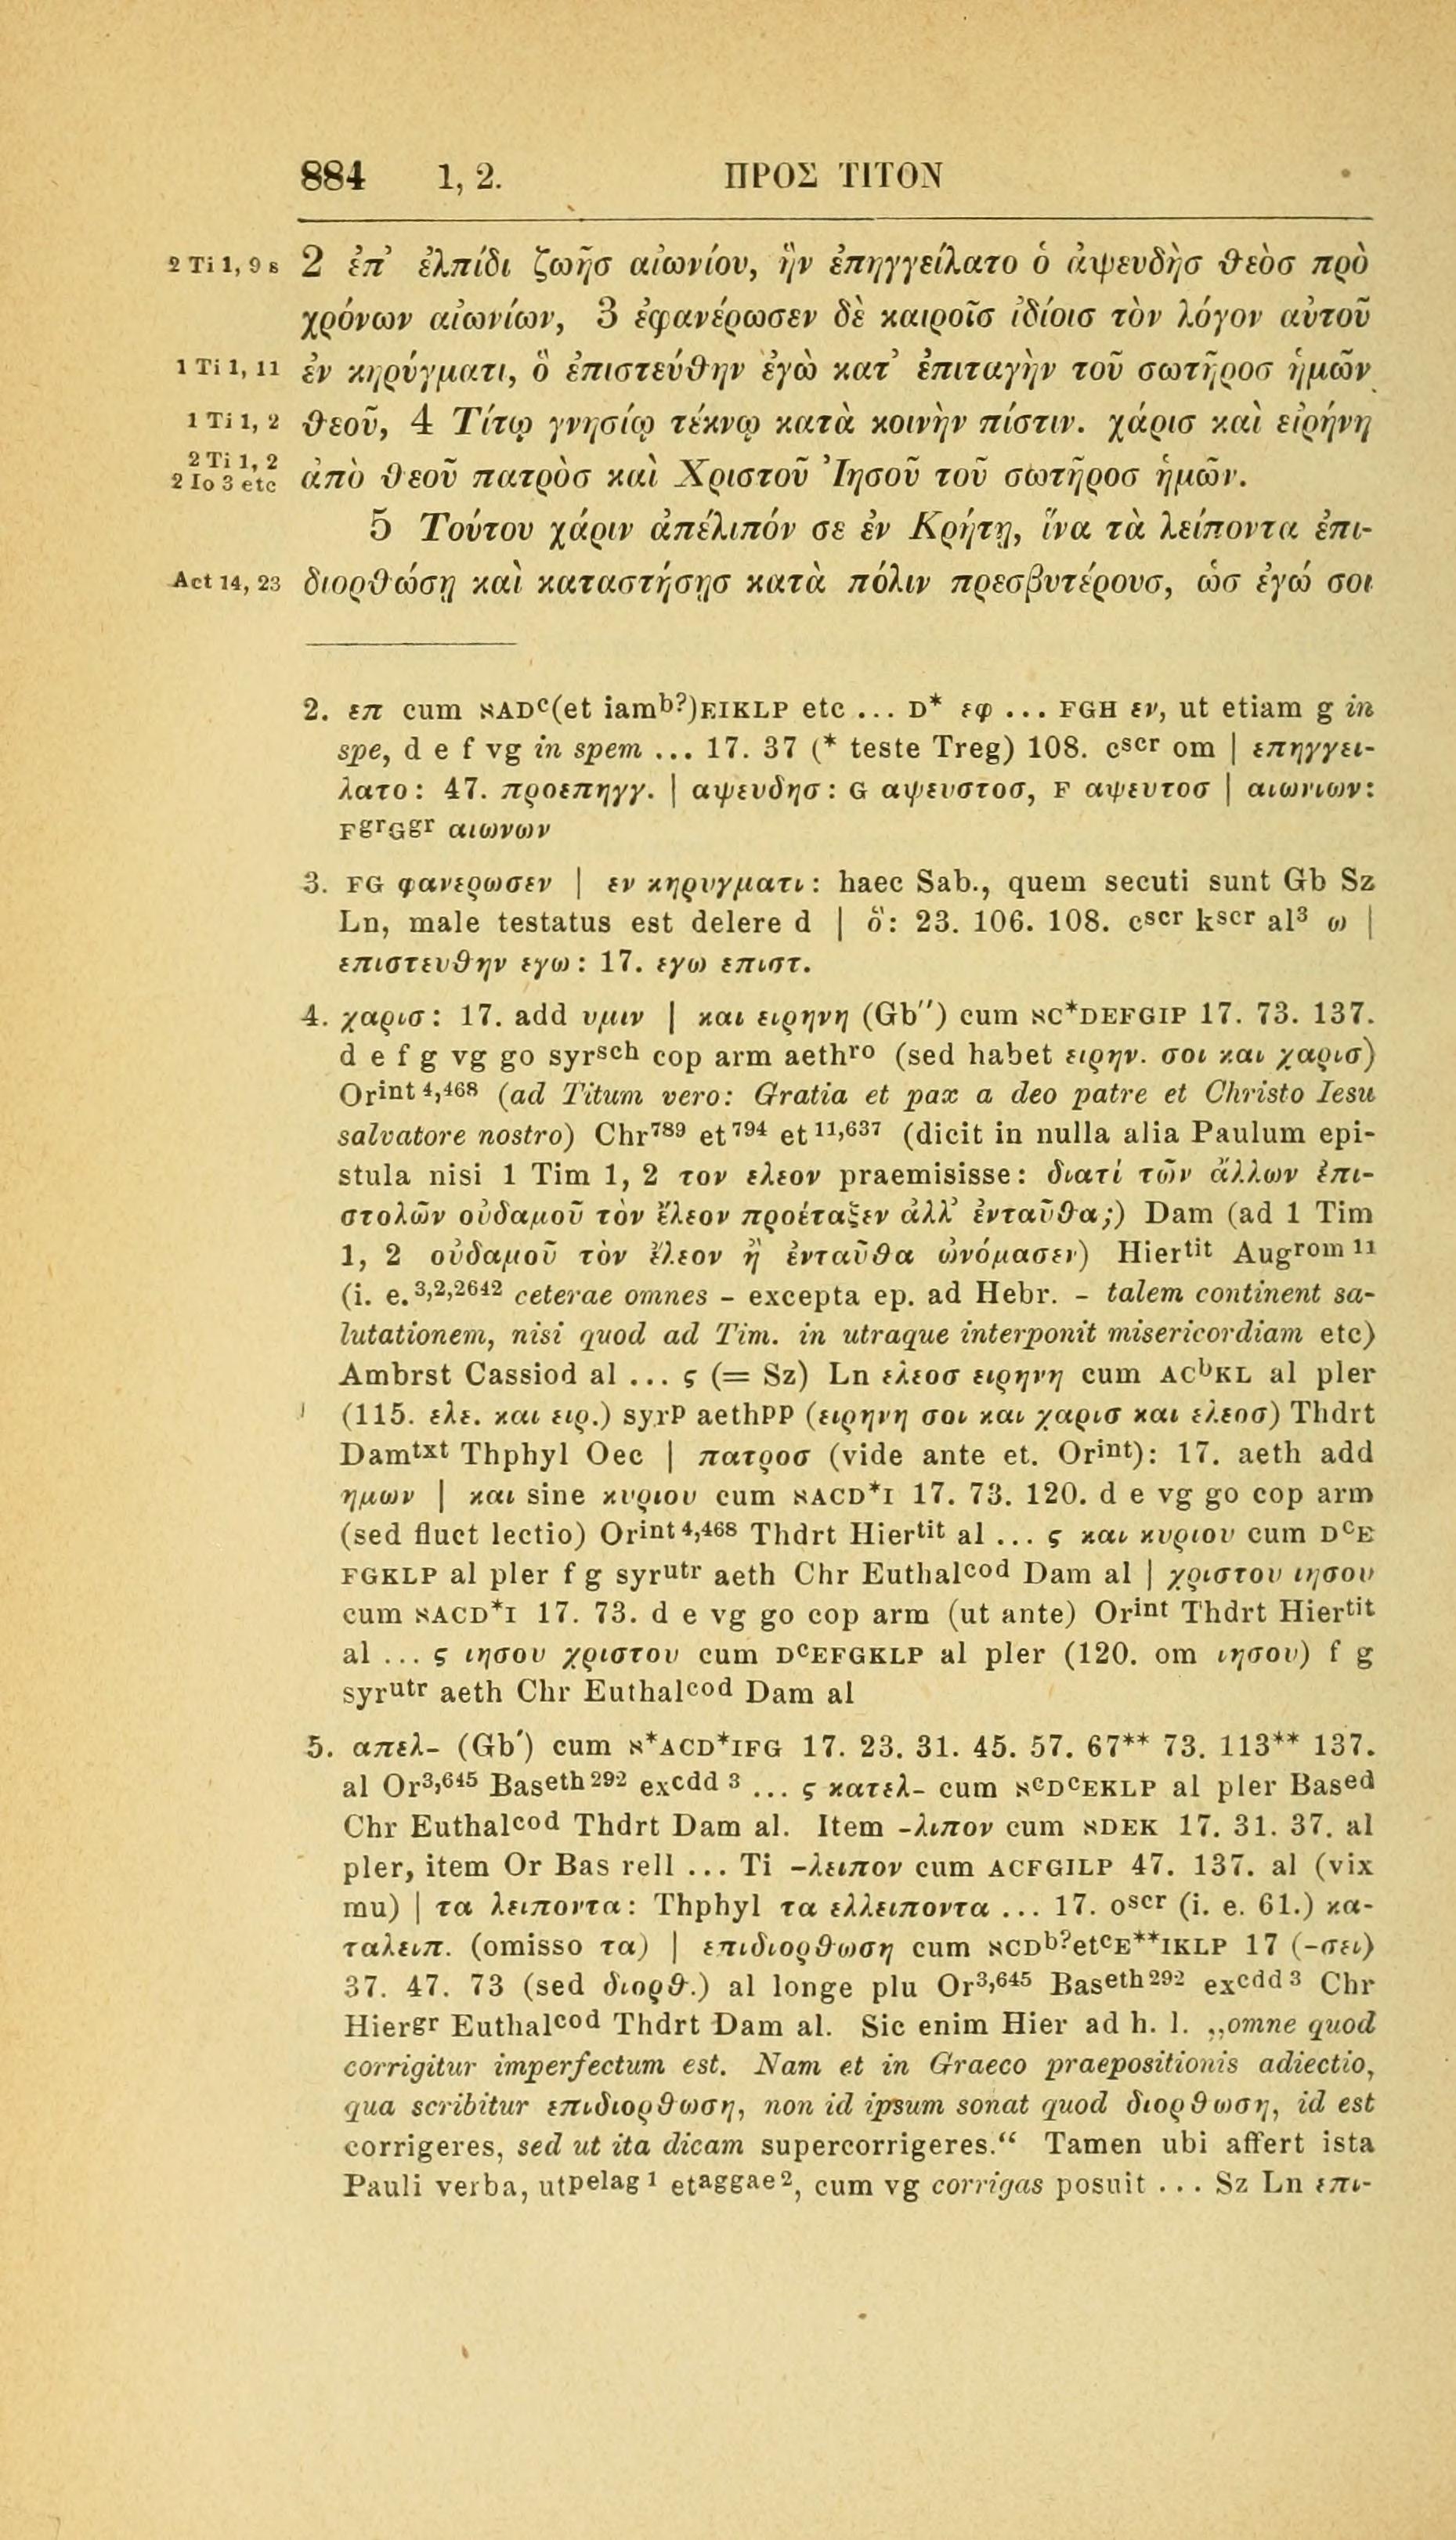 884 1, 2. ΠΡΟΣ ΤΙΤΟΝ
2 Ti 1, 9 s 2 ἐπ’ ἐλπίδι ζωῆσ αἰωνίου, ἣν ἐπηγγείλατο ὁ ἀψευδὴσ θεὸσ πρὸ
χρόνων αἰωνίων, 3 ἐφανέρωσεν δὲ καιροῖσ ἰδίοισ τὸν λόγον αὐτοῦ
1 Ti 1, 11 ἐν κηρύγματι, ὃ ἐπιστεύθην ἐγὼ κατ’ ἐπιταγὴν τοῦ σωτῆροσ ἡμῶν
1 Ti 1, 2 θεοῦ, 4 Τίτῳ γνησίῳ τέκνῳ κατὰ κοινὴν πίστιν. χάρισ καὶ εἰρήνη
2 Ti 1, 2
2 Io 3 etc ἀπὸ θεοῦ πατρὸσ καὶ Χριστοῦ Ἰησοῦ τοῦ σωτῆροσ ἡμῶν.
5 Τούτου χάριν ἀπέλιπόν σε ἐν Κρήτῃ, ἵνα τὰ λείποντα ἐπι-
Act 14, 23 διορθώσῃ καὶ καταστήσῃσ κατὰ πόλιν πρεσβυτέρουσ, ὡσ ἐγώ σοι
2. επ cum ℵADᶜ(et iamᵇ?)EIKLP etc ... D* εφ ... FGH εν, ut etiam g in
spe, d e f vg in spem ... 17. 37 (* teste Treg) 108. cˢᶜʳ om | επηγγει-
λατο: 47. προεπηγγ. | αψευδησ: G αψευστοσ, F αψευτοσ | αιωνιων:
FᵍʳGᵍʳ αιωνων
3. FG φανερωσεν | εν κηρυγματι: haec Sab., quem secuti sunt Gb Sz
Ln, male testatus est delere d | ὅ: 23. 106. 108. cˢᶜʳ kˢᶜʳ al³ ω |
επιστευθην εγω: 17. εγω επιστ.
4. χαρισ: 17. add υμιν | και ειρηνη (Gb″) cum ℵC*DEFGIP 17. 73. 137.
d e f g vg go syrˢᶜʰ cop arm aethʳᵒ (sed habet ειρην. σοι και χαρισ)
Orⁱⁿᵗ ⁴,⁴⁶⁸ (ad Titum vero: Gratia et pax a deo patre et Christo Iesu
salvatore nostro) Chr⁷⁸⁹ et⁷⁹⁴ et¹¹,⁶³⁷ (dicit in nulla alia Paulum epi-
stula nisi 1 Tim 1, 2 τον ελεον praemisisse: διατί τῶν ἄλλων ἐπι-
στολῶν οὐδαμοῦ τὸν ἔλεον προέταξεν ἀλλ’ ἐνταῦθα;) Dam (ad 1 Tim
1, 2 οὐδαμοῦ τὸν ἔλεον ἢ ἐνταῦθα ὠνόμασεν) Hierᵗⁱᵗ Augʳᵒᵐ ¹¹
(i. e.³,²,²⁶⁴² ceterae omnes – excepta ep. ad Hebr. – talem continent sa-
lutationem, nisi quod ad Tim. in utraque interponit misericordiam etc)
Ambrst Cassiod al ... ς (= Sz) Ln ελεοσ ειρηνη cum ACᵇKL al pler
(115. ελε. και ειρ.) syrᵖ aethᵖᵖ (ειρηνη σοι και χαρισ και ελεοσ) Thdrt
Damᵗˣᵗ Thphyl Oec | πατροσ (vide ante et. Orⁱⁿᵗ): 17. aeth add
ημων | και sine κυριου cum ℵACD*I 17. 73. 120. d e vg go cop arm
(sed fluct lectio) Orⁱⁿᵗ ⁴,⁴⁶⁸ Thdrt Hierᵗⁱᵗ al ... ς και κυριου cum DᶜE
FGKLP al pler f g syrᵘᵗʳ aeth Chr Euthalᶜᵒᵈ Dam al | χριστου ιησου
cum ℵACD*I 17. 73. d e vg go cop arm (ut ante) Orⁱⁿᵗ Thdrt Hierᵗⁱᵗ
al ... ς ιησου χριστου cum DᶜEFGKLP al pler (120. om ιησου) f g
syrᵘᵗʳ aeth Chr Euthalᶜᵒᵈ Dam al
5. απελ- (Gb′) cum ℵ*ACD*IFG 17. 23. 31. 45. 57. 67** 73. 113** 137.
al Or³,⁶⁴⁵ Basᵉᵗʰ ²⁹² exᶜᵈᵈ ³ ... ς κατελ- cum ℵᶜDᶜEKLP al pler Basᵉᵈ
Chr Euthalᶜᵒᵈ Thdrt Dam al. Item -λιπον cum ℵDEK 17. 31. 37. al
pler, item Or Bas rell ... Ti -λειπον cum ACFGILP 47. 137. al (vix
mu) | τα λειποντα: Thphyl τα ελλειποντα ... 17. oˢᶜʳ (i. e. 61.) κα-
ταλειπ. (omisso τα) | επιδιορθωση cum ℵCDᵇ?etᶜE**IKLP 17 (-σει)
37. 47. 73 (sed διορθ.) al longe plu Or³,⁶⁴⁵ Basᵉᵗʰ ²⁹² exᶜᵈᵈ ³ Chr
Hierᵍʳ Euthalᶜᵒᵈ Thdrt Dam al. Sic enim Hier ad h. l. „omne quod
corrigitur imperfectum est. Nam et in Graeco praepositionis adiectio,
qua scribitur επιδιορθωση, non id ipsum sonat quod διορθωση, id est
corrigeres, sed ut ita dicam supercorrigeres.“ Tamen ubi affert ista
Pauli verba, utᵖᵉˡᵃᵍ ¹ etᵃᵍᵍᵃᵉ ², cum vg corrigas posuit ... Sz Ln επι-